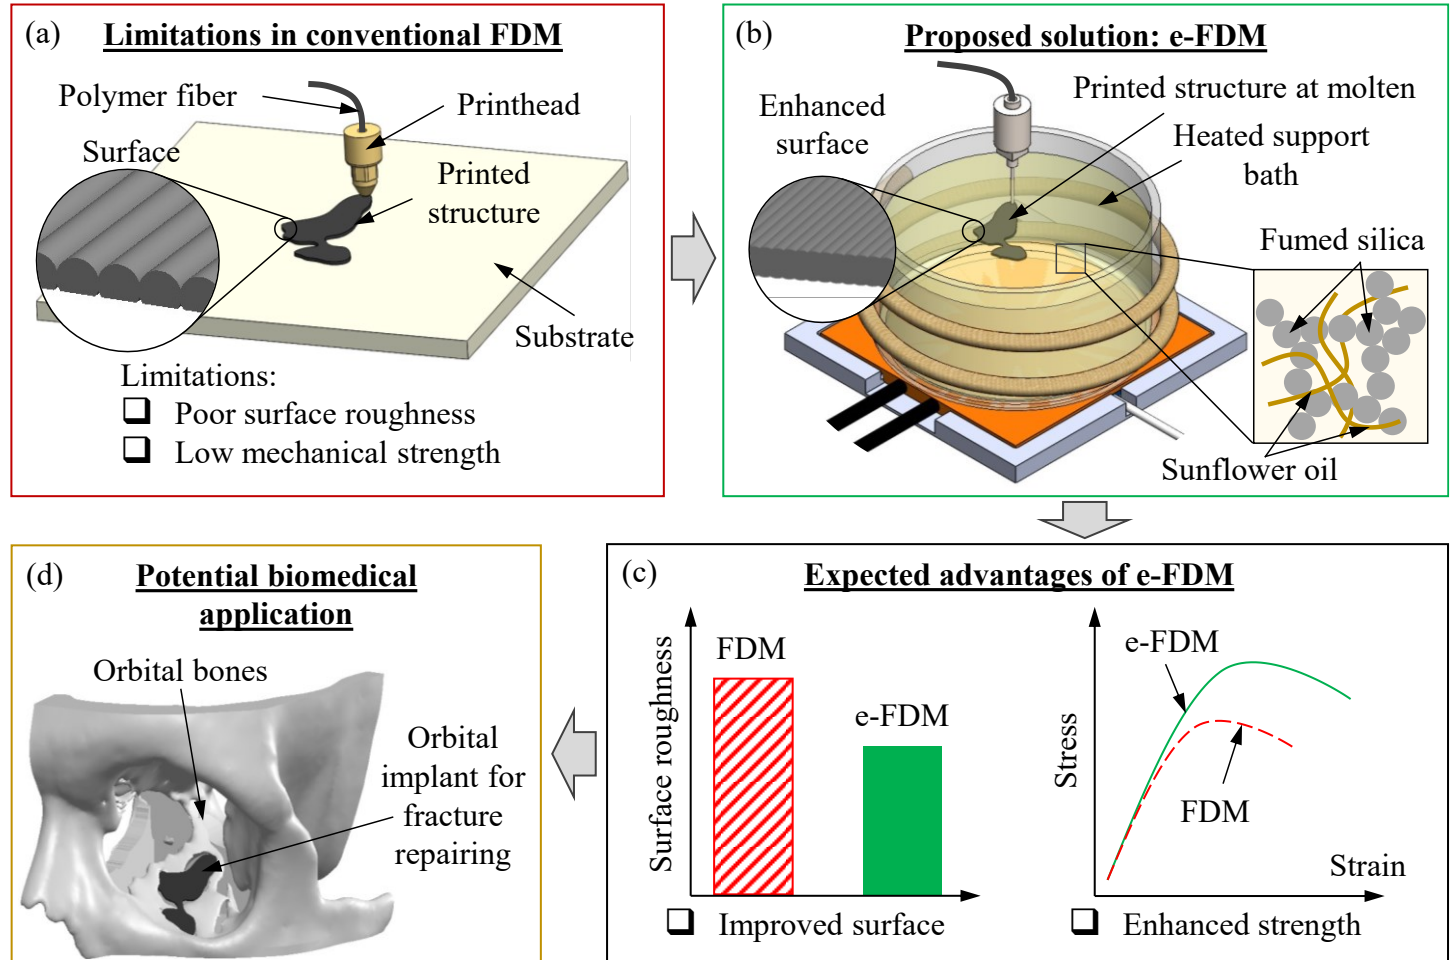 (a) Limitations in conventional FDM
Polymer fiber
Printhead
Surface
Printed
structure
Substrate
Limitations:
❑ Poor surface roughness
❑ Low mechanical strength
(b) Proposed solution: e-FDM
Printed structure at molten
Enhanced
surface
Heated support
bath
Fumed silica
Sunflower oil
(c) Expected advantages of e-FDM
Surface roughness
FDM
e-FDM
❑ Improved surface
Stress
e-FDM
FDM
Strain
❑ Enhanced strength
(d) Potential biomedical
application
Orbital bones
Orbital
implant for
fracture
repairing